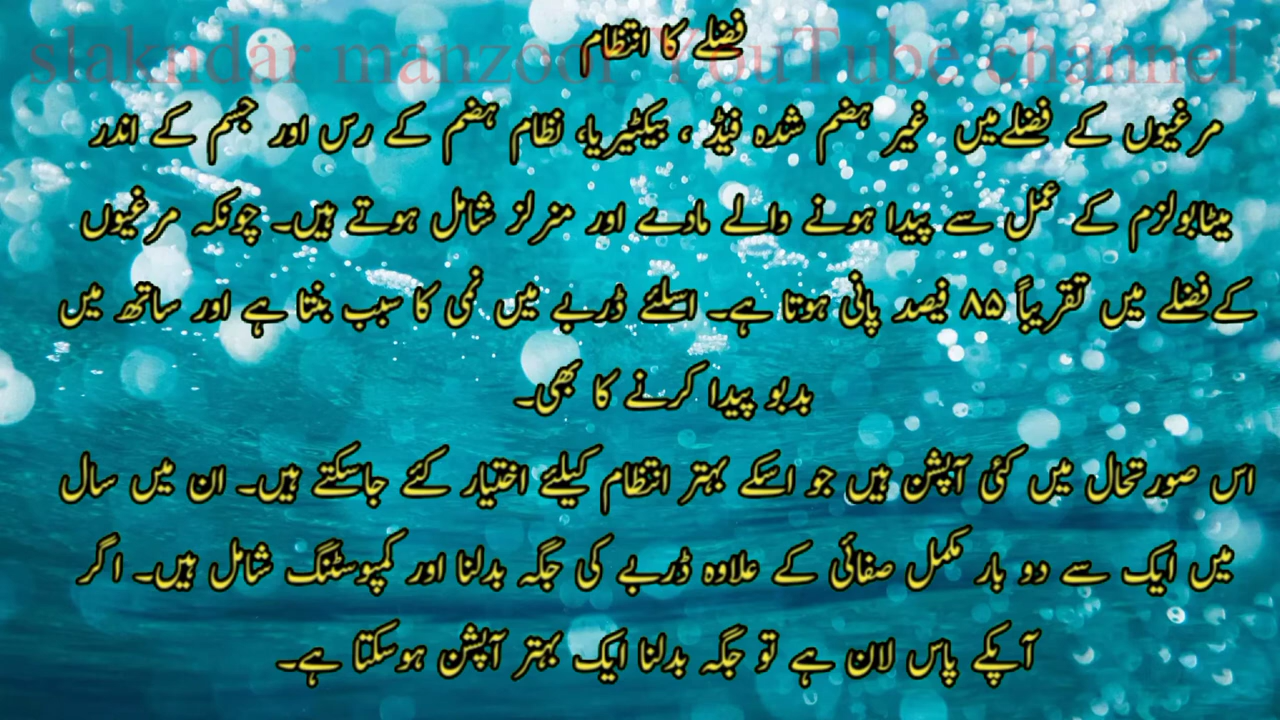 فضلے کا انتظام
slakndar manzoor YouTube channel
مرغیوں کے فضلےمیں غیر ہضم شدہ فیڈ ، بیکٹیریا، نظام ہضم کے رس اور جسم کے اندر
میٹابولزم کے عمل سے پیدا ہونے والے مادے اور منرلز شامل ہوتے ہیں۔ چونکہ مرغیوں
کےفضلے میں تقریباً ۸۵ فیصد پانی ہوتا ہے۔ اسلئے ڈربے میں نمی کا سبب بنتا ہے اور ساتھ میں
بدبو پیدا کرنے کا بھی۔
اس صورتحال میں کئی آپشن ہیں جو اسکے بہتر انتظام کیلئے اختیار کئے جاسکتے ہیں۔ ان میں سال
میں ایک سے دو بار مکمل صفائی کے علاوہ ڈربے کی جگہ بدلنا اور کمپوسٹنگ شامل ہیں۔ اگر
آپکے پاس لان ہے تو جگہ بدلنا ایک بہتر آپشن ہوسکتا ہے۔